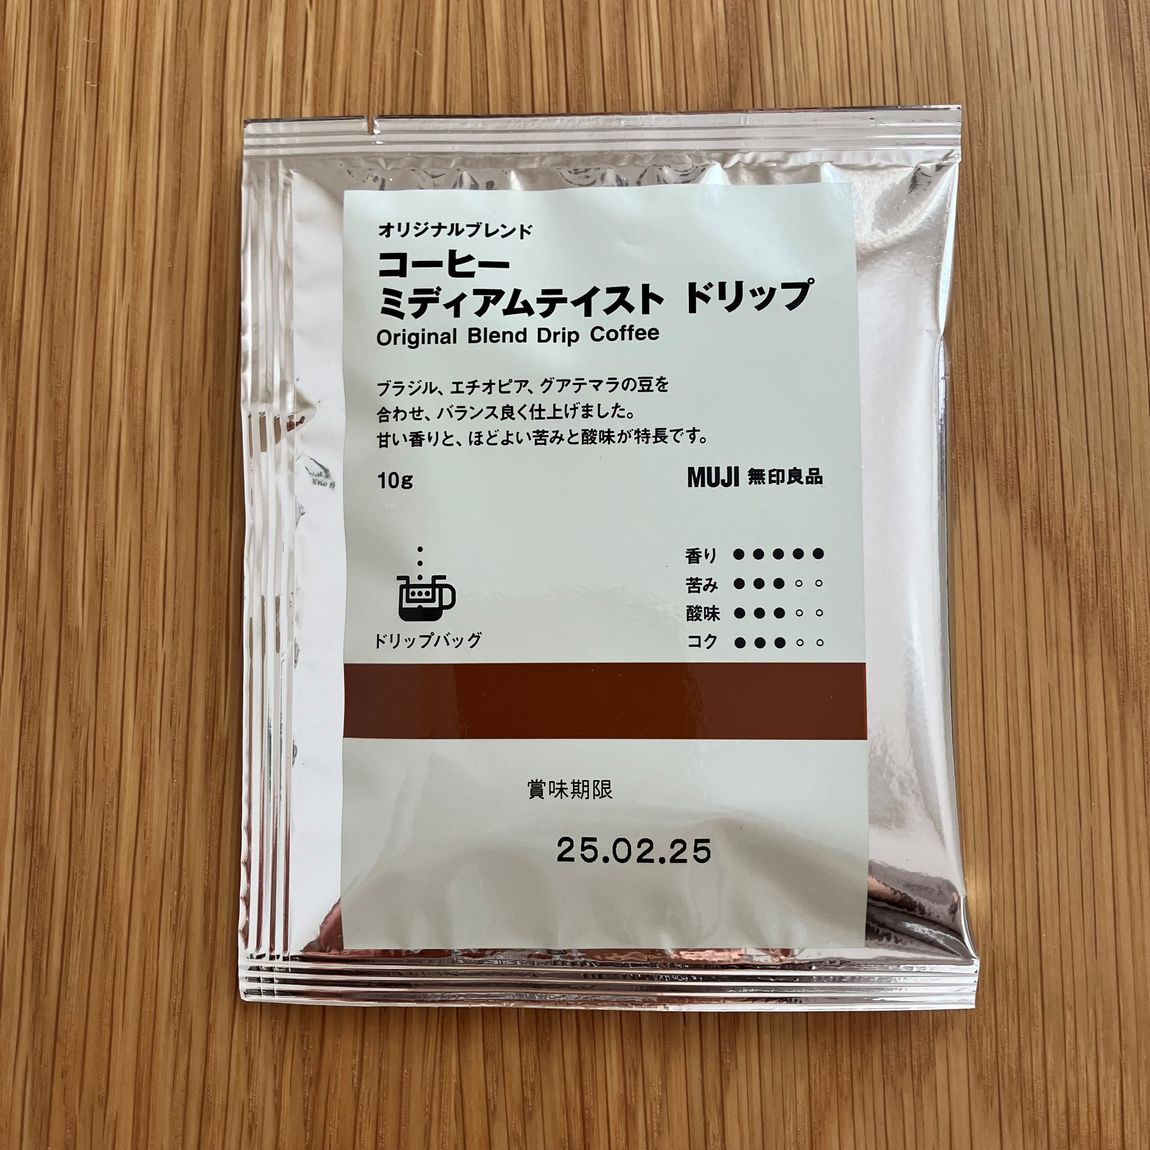 オリジナルブレンド
コーヒー
ミディアムテイスト ドリップ
Original Blend Drip Coffee
ブラジル、エチオピア、グアテマラの豆を
合わせ、バランス良く仕上げました。
甘い香りと、ほどよい苦みと酸味が特長です。
10g
MUJI 無印良品
香り ●●●●●
苦み ●●●○○
酸味 ●●●○○
コク ●●●○○
ドリップバッグ
賞味期限
25.02.25